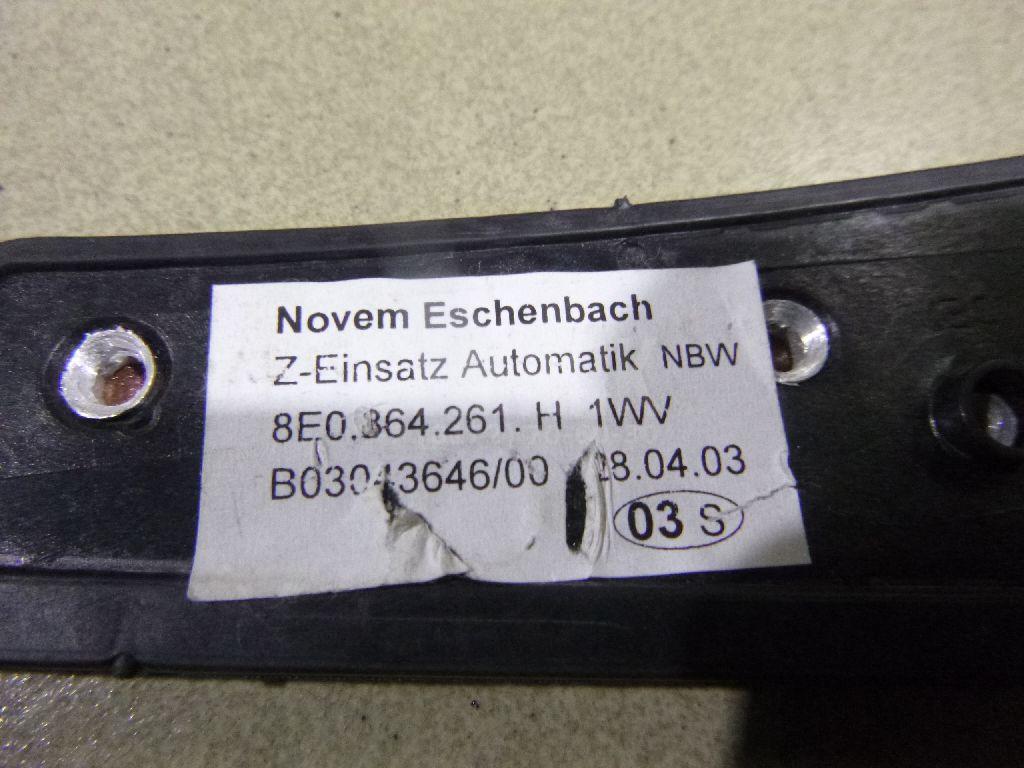 Novem Eschenbach
Z-Einsatz Automatik NBW
8E0.864.261. H 1WV
B03043646/00 28.04.03
03 S